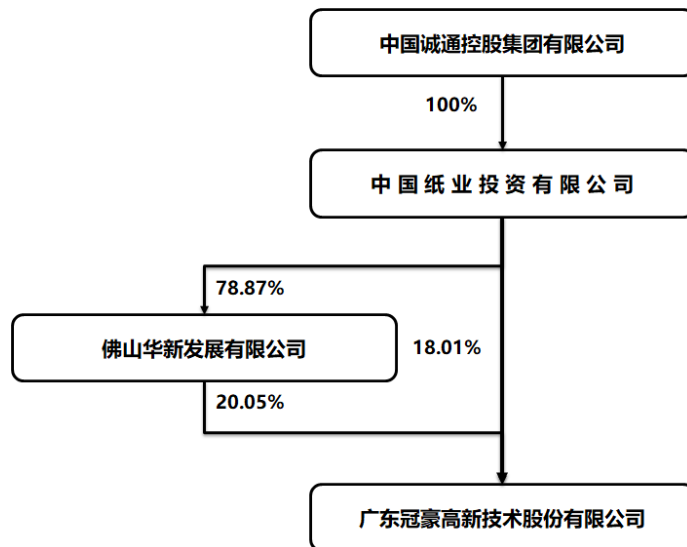 中国诚通控股集团有限公司
100%
中国纸业投资有限公司
78.87%
佛山华新发展有限公司
18.01%
20.05%
广东冠豪高新技术股份有限公司